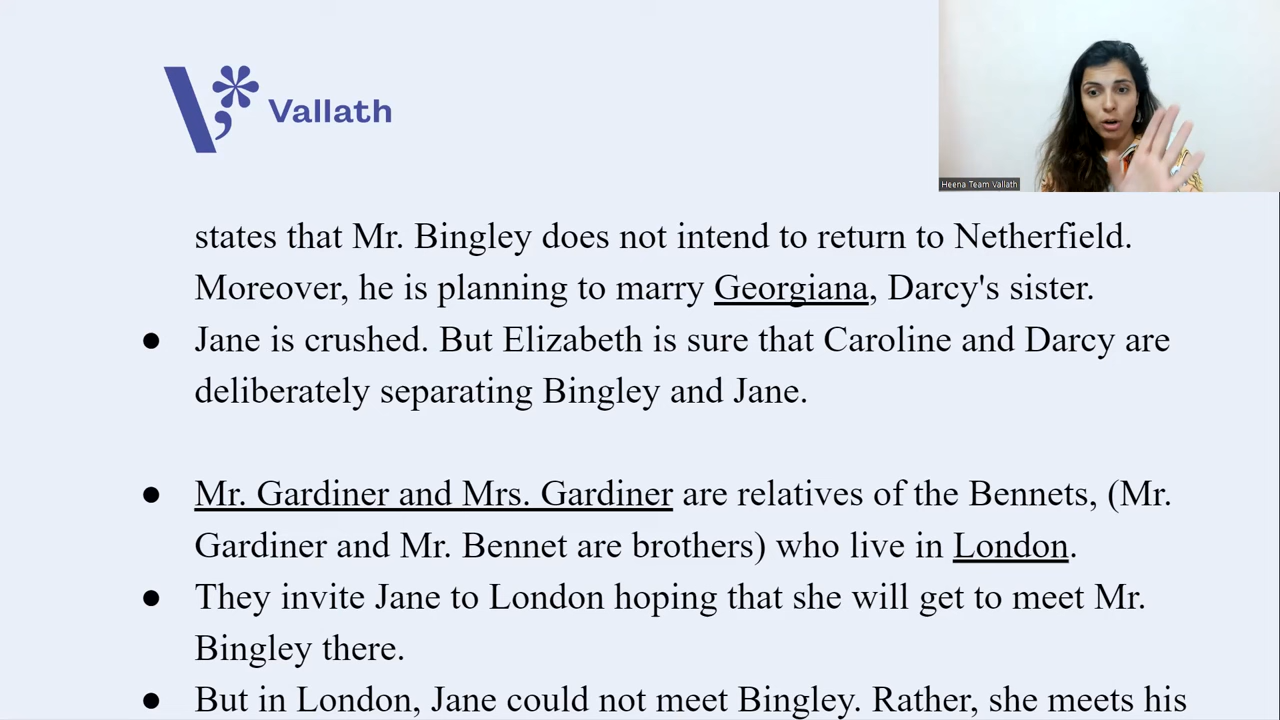 Vallath
Heena Team Vallath
states that Mr. Bingley does not intend to return to Netherfield.
Moreover, he is planning to marry Georgiana, Darcy's sister.
● Jane is crushed. But Elizabeth is sure that Caroline and Darcy are
deliberately separating Bingley and Jane.
● Mr. Gardiner and Mrs. Gardiner are relatives of the Bennets, (Mr.
Gardiner and Mr. Bennet are brothers) who live in London.
● They invite Jane to London hoping that she will get to meet Mr.
Bingley there.
● But in London, Jane could not meet Bingley. Rather, she meets his